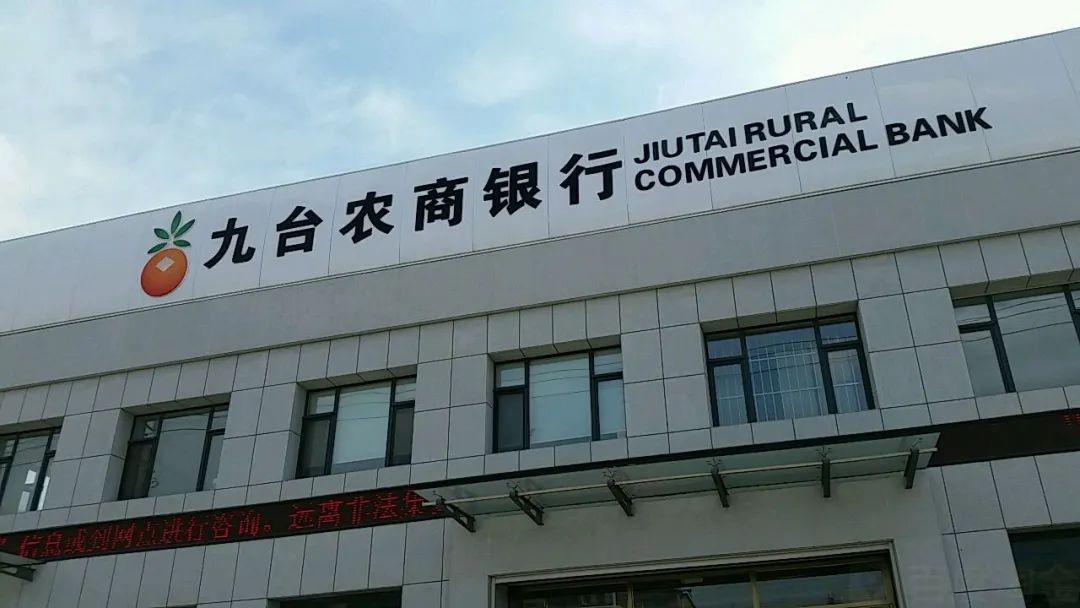 九台农商银行
JIUTAI RURAL
COMMERCIAL BANK
信息或到网点进行咨询。远离非法集